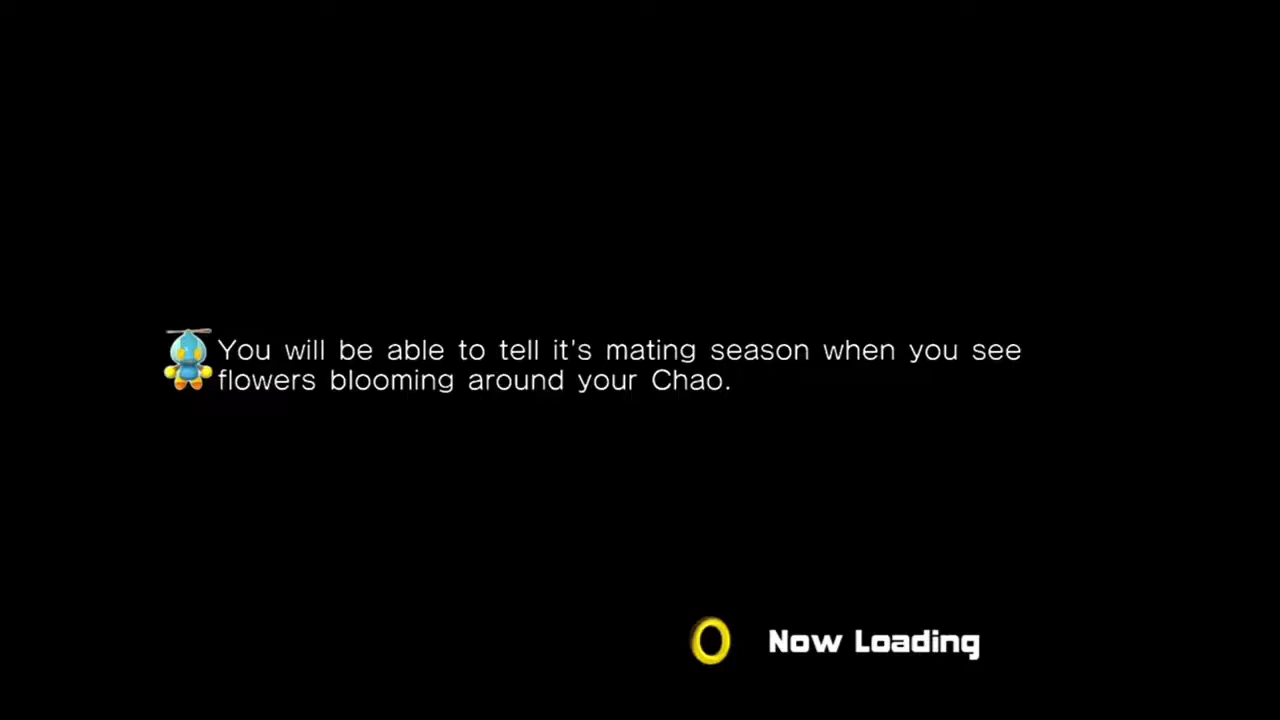 You will be able to tell it's mating season when you see
flowers blooming around your Chao.
Now Loading